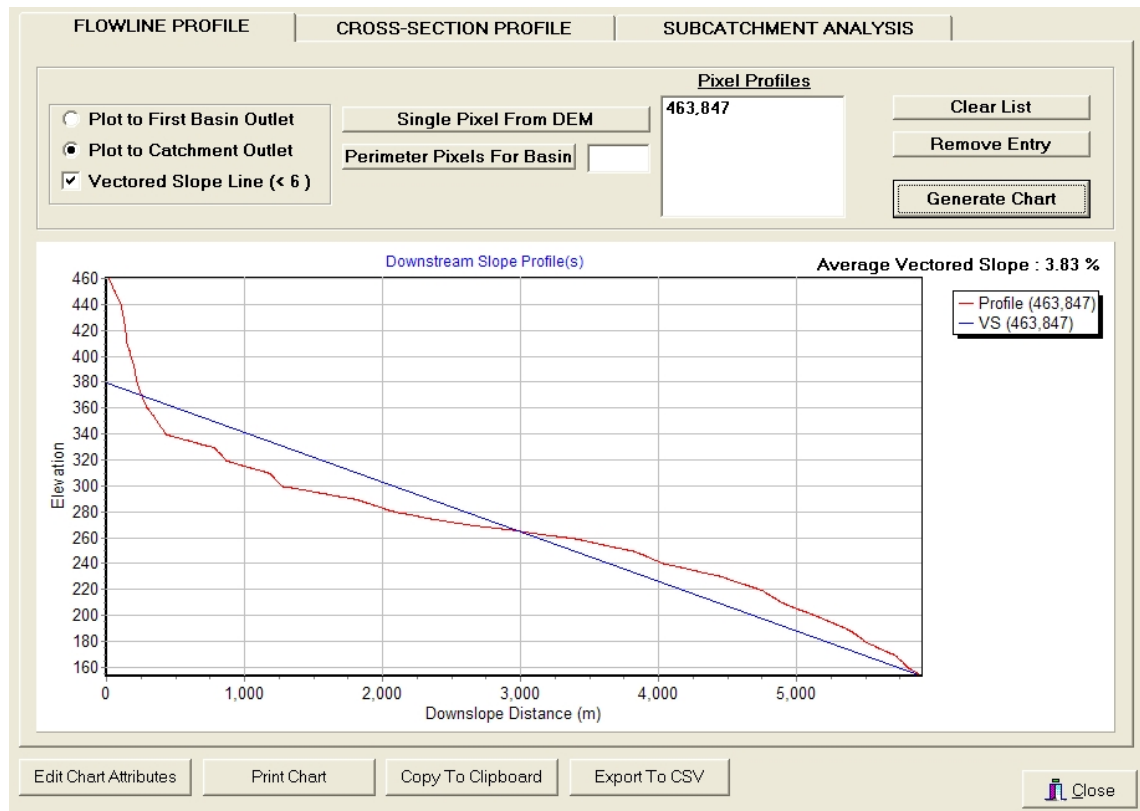 FLOWLINE PROFILE
CROSS-SECTION PROFILE
SUBCATCHMENT ANALYSIS
Plot to First Basin Outlet
Plot to Catchment Outlet
Vectored Slope Line (< 6 )
Single Pixel From DEM
Perimeter Pixels For Basin
Pixel Profiles
463,847
Clear List
Remove Entry
Generate Chart
Downstream Slope Profile(s)
Average Vectored Slope : 3.83 %
Profile (463,847)
VS (463,847)
Elevation
460
440
420
400
380
360
340
320
300
280
260
240
220
200
180
160
0 1,000 2,000 3,000 4,000 5,000
Downslope Distance (m)
Edit Chart Attributes
Print Chart
Copy To Clipboard
Export To CSV
Close